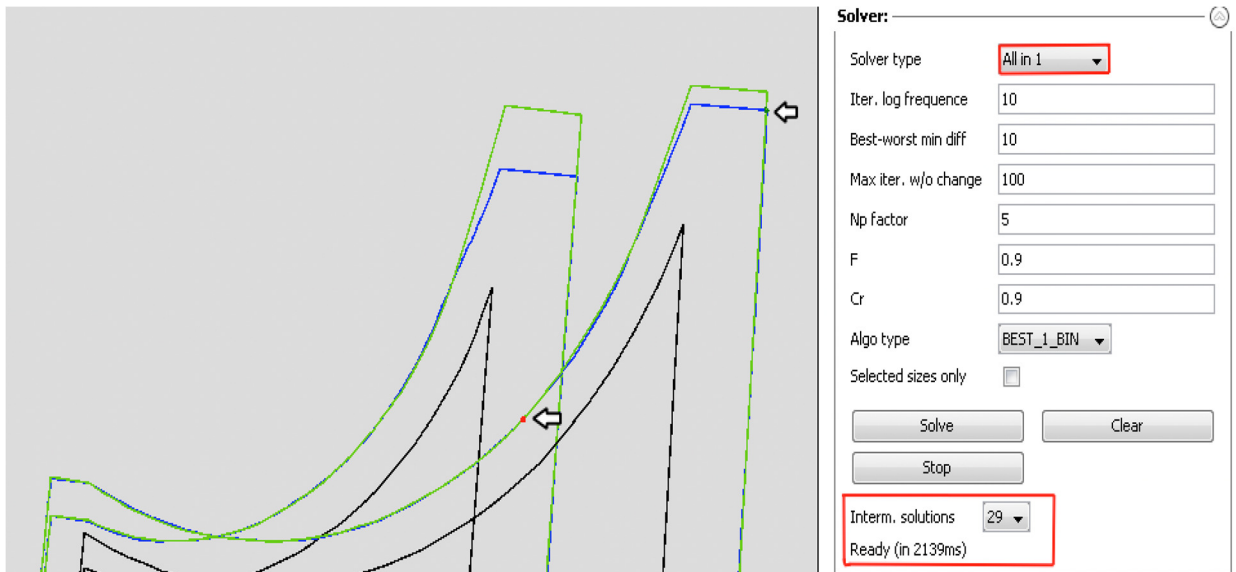 Solver:
Solver type All in 1
Iter. log frequence 10
Best-worst min diff 10
Max iter. w/o change 100
Np factor 5
F 0.9
Cr 0.9
Algo type BEST_1_BIN
Selected sizes only
Solve Clear
Stop
Interm. solutions 29
Ready (in 2139ms)